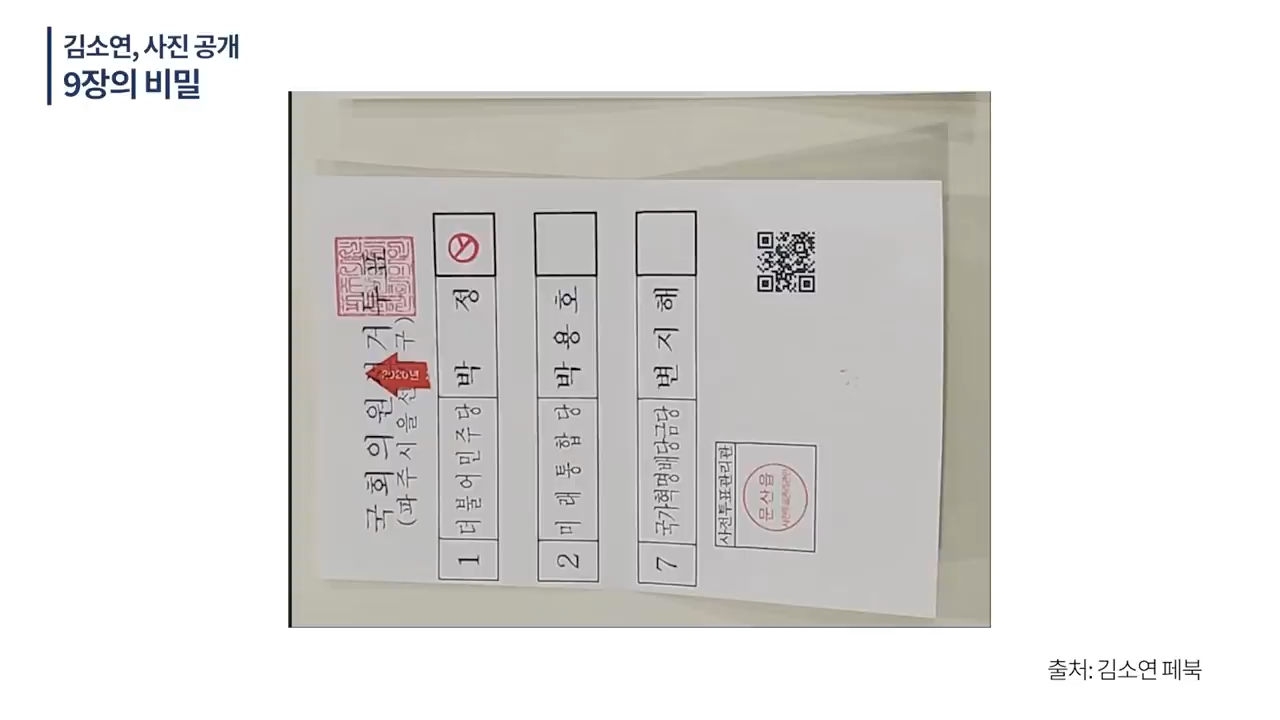 김소연, 사진 공개
9장의 비밀
국회의원선거투표
(파주시을선거구)
2020년
1 더불어민주당 박 정
2 미래통합당 박용호
7 국가혁명배당금당 변지해
사전투표관리관
문산읍
출처: 김소연 페북